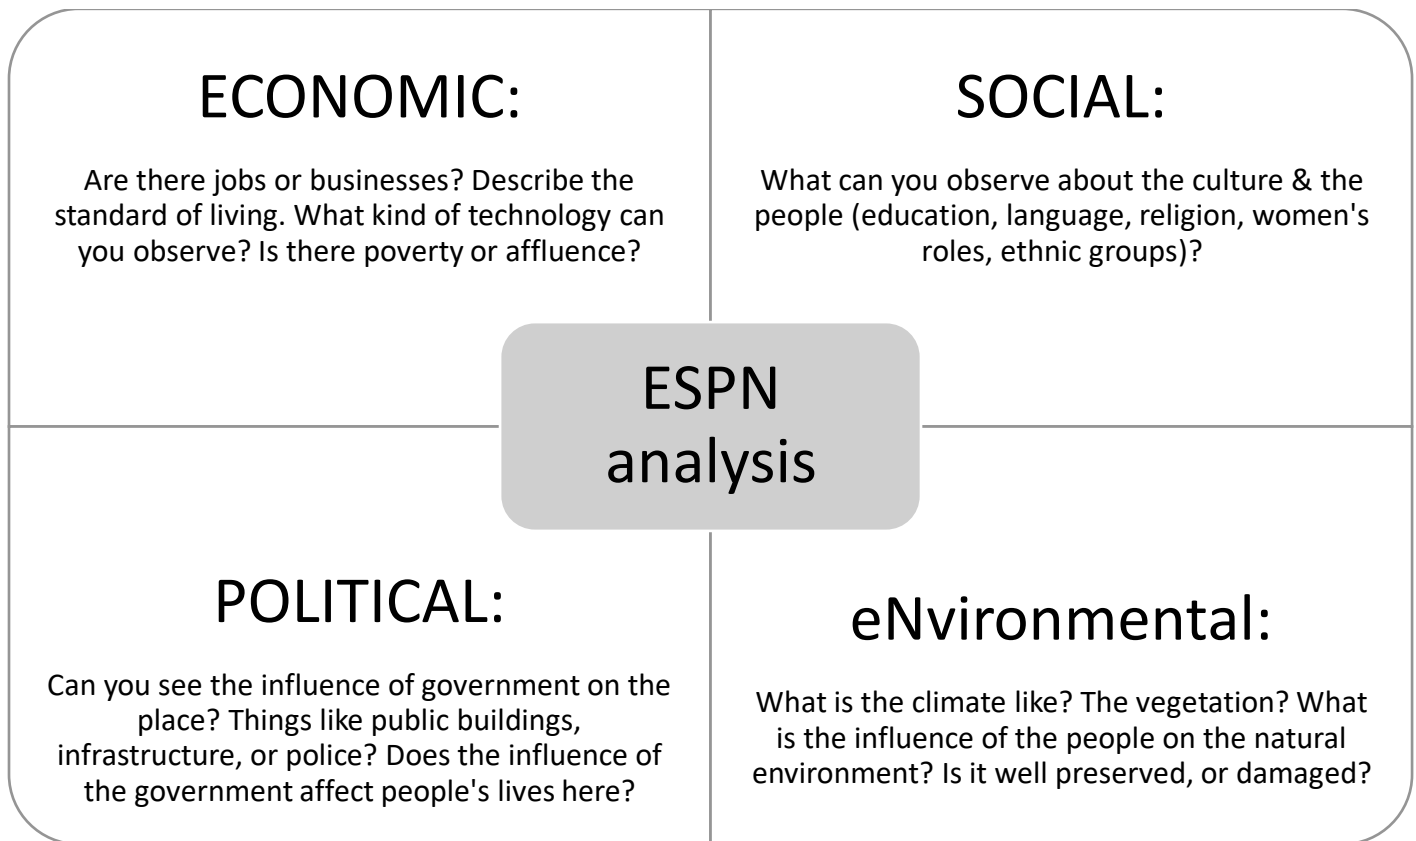 ECONOMIC:
Are there jobs or businesses? Describe the
standard of living. What kind of technology can
you observe? Is there poverty or affluence?
SOCIAL:
What can you observe about the culture & the
people (education, language, religion, women's
roles, ethnic groups)?
ESPN
analysis
POLITICAL:
Can you see the influence of government on the
place? Things like public buildings,
infrastructure, or police? Does the influence of
the government affect people's lives here?
eNvironmental:
What is the climate like? The vegetation? What
is the influence of the people on the natural
environment? Is it well preserved, or damaged?